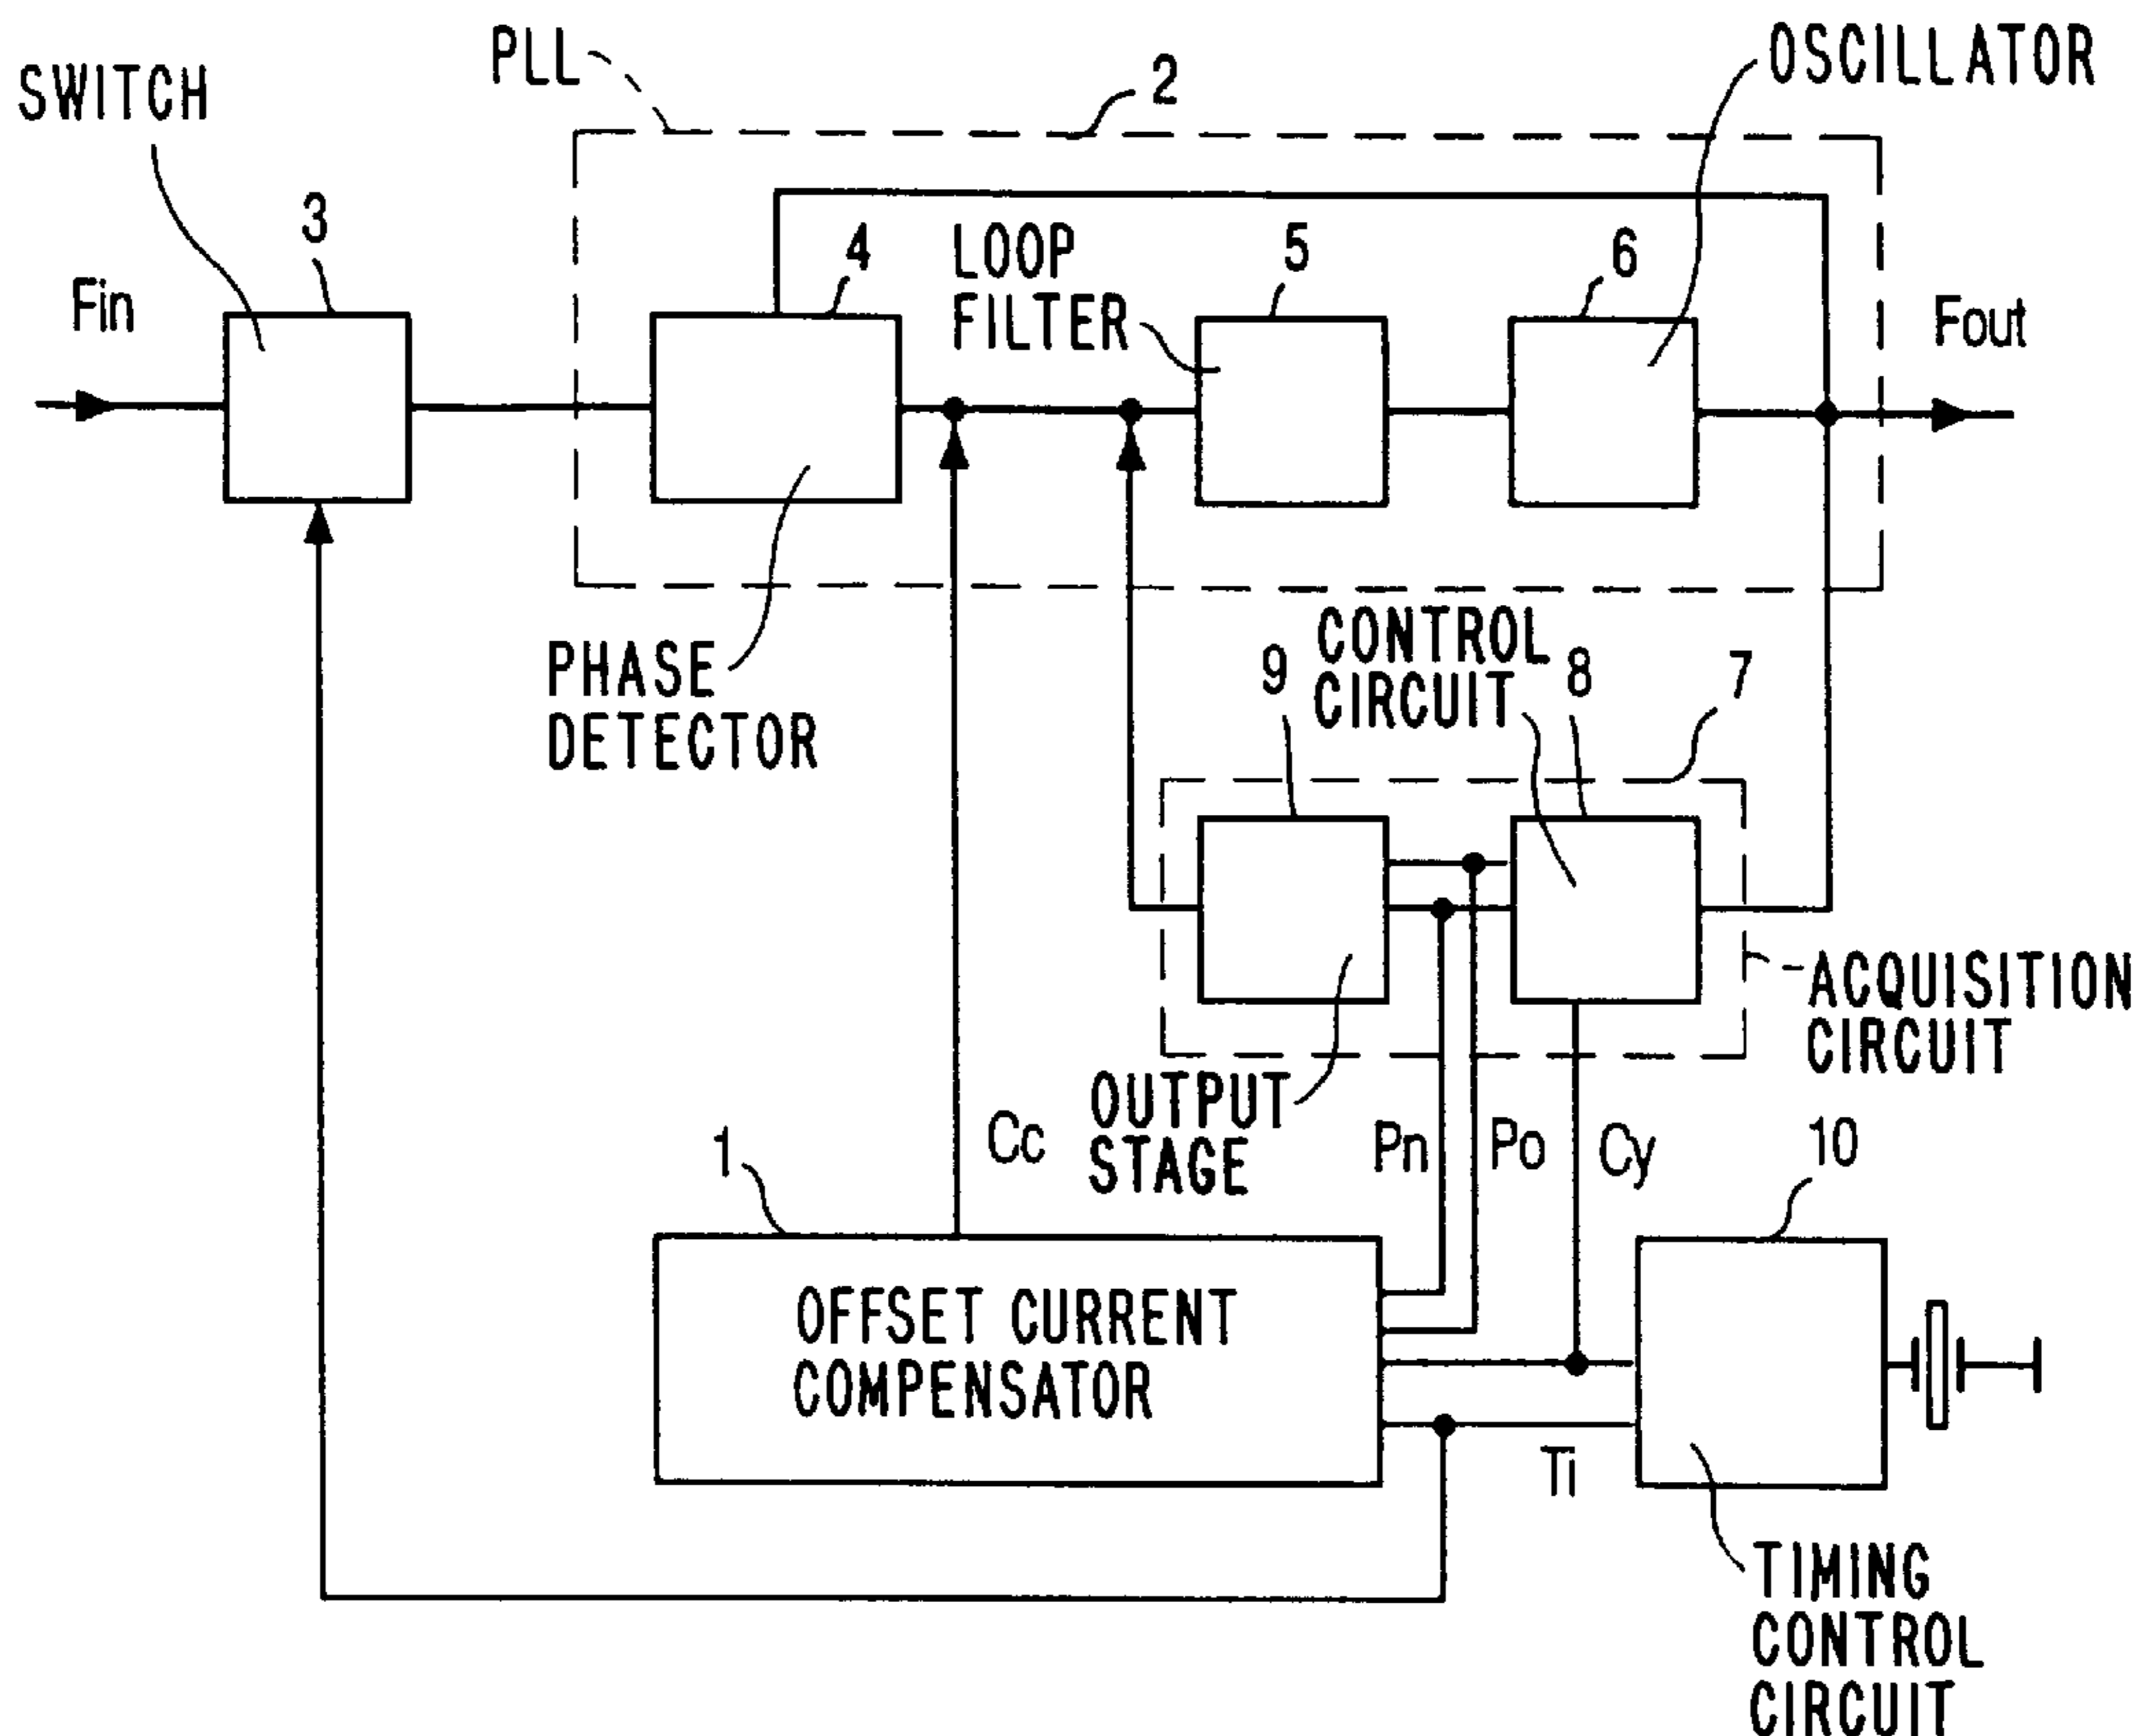 PLL
2
OSCILLATOR
SWITCH
3
4
LOOP
FILTER
5
6
Fin
Fout
PHASE
DETECTOR
9
CONTROL
CIRCUIT
8
7
ACQUISITION
CIRCUIT
OUTPUT
STAGE
1
Cc
Pn
Po
Cy
10
OFFSET CURRENT
COMPENSATOR
Ti
TIMING
CONTROL
CIRCUIT